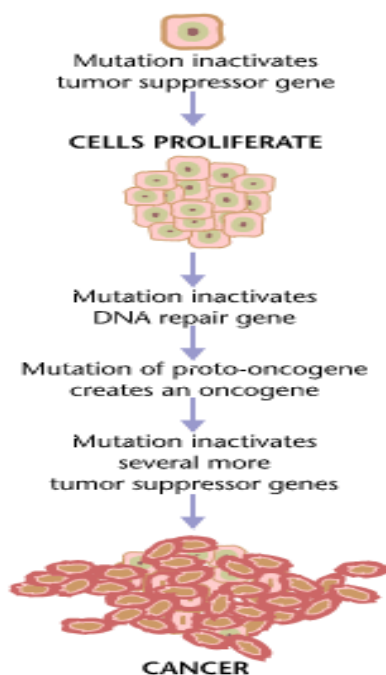 Mutation inactivates
tumor suppressor gene
CELLS PROLIFERATE
Mutation inactivates
DNA repair gene
Mutation of proto-oncogene
creates an oncogene
Mutation inactivates
several more
tumor suppressor genes
CANCER